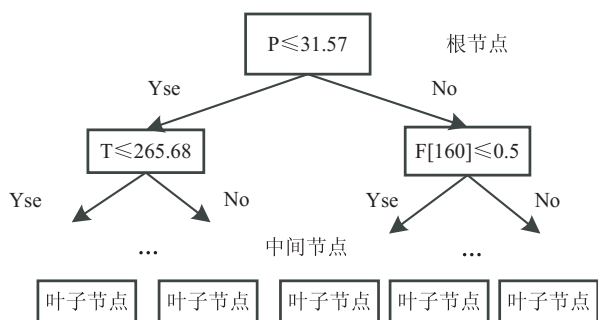 P≤31.57
根节点
Yse
No
T≤265.68
F[160]≤0.5
Yse
No
Yse
No
...
中间节点
...
叶子节点
叶子节点
叶子节点
叶子节点
叶子节点